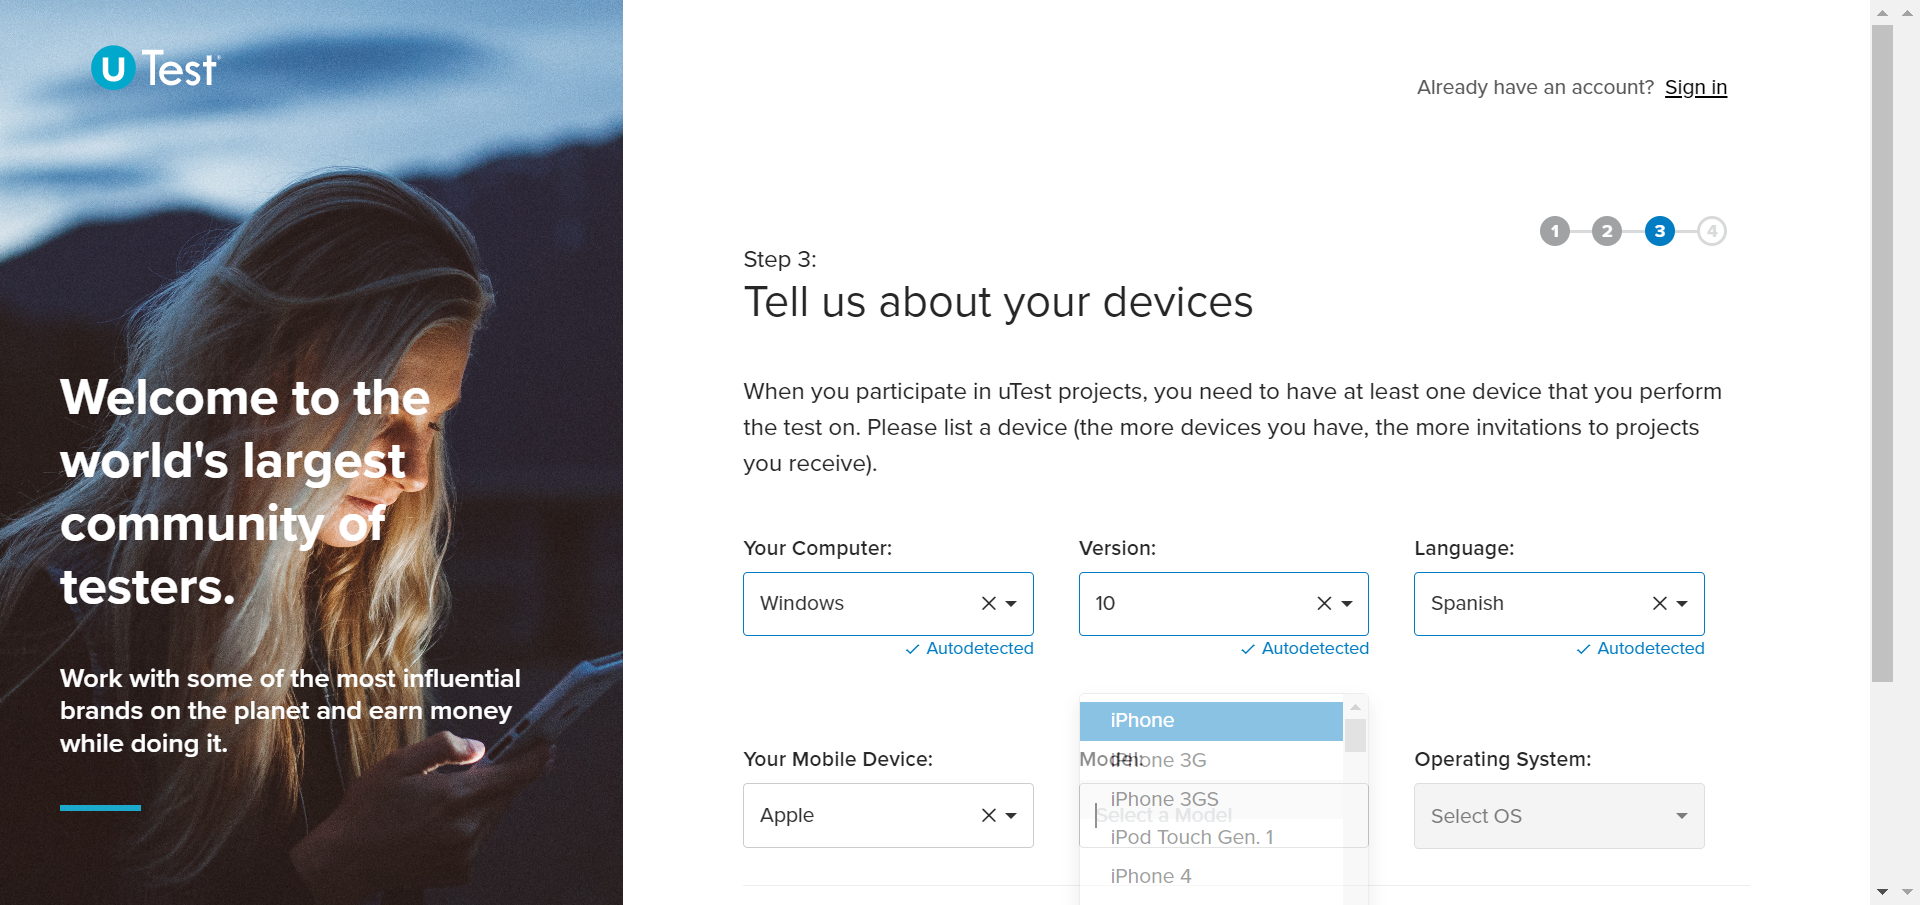 u Test
Already have an account? Sign in
1 2 3 4
Step 3:
Tell us about your devices
Welcome to the
world's largest
community of
testers.
When you participate in uTest projects, you need to have at least one device that you perform
the test on. Please list a device (the more devices you have, the more invitations to projects
you receive).
Work with some of the most influential
brands on the planet and earn money
while doing it.
Your Computer: Version: Language:
Windows 10 Spanish
Autodetected Autodetected Autodetected
iPhone
Your Mobile Device: Model: Operating System:
iPhone 3G
iPhone 3GS
Apple Select a Model Select OS
iPod Touch Gen. 1
iPhone 4